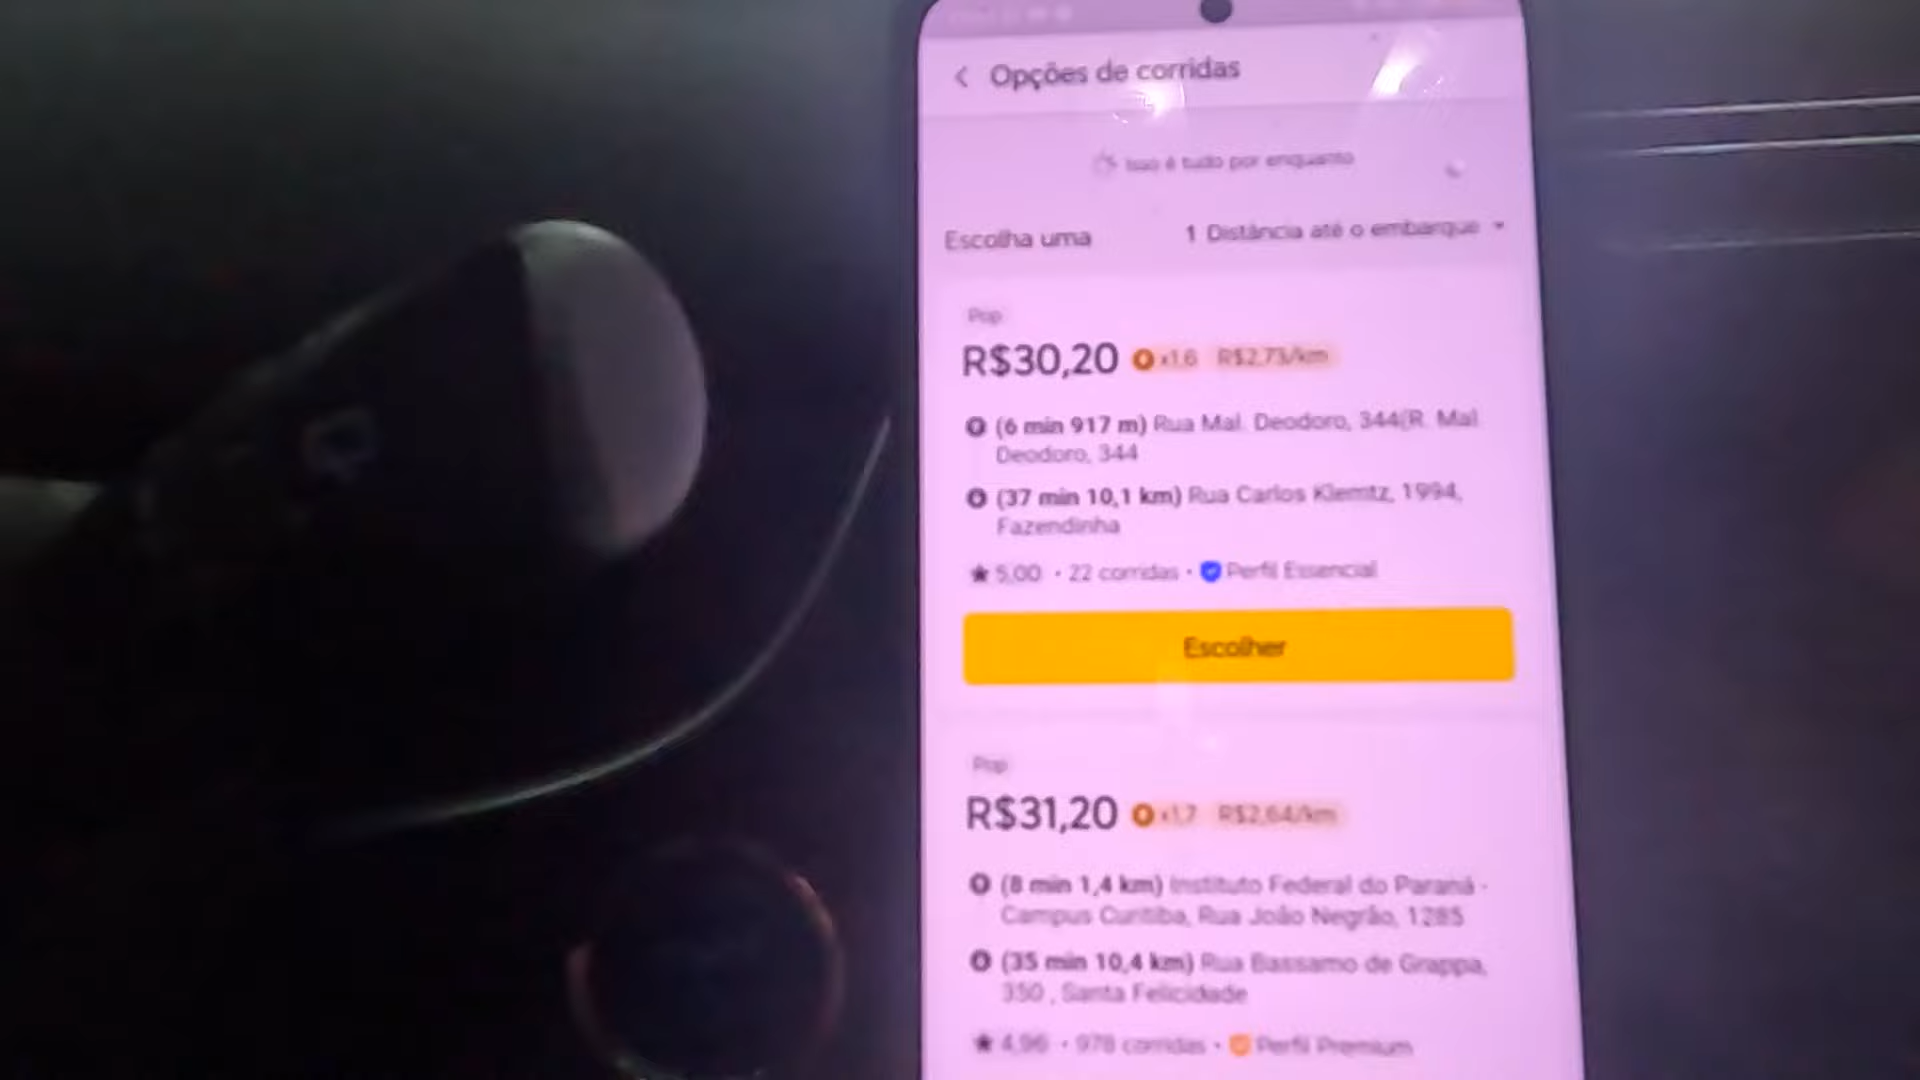 Opções de corridas
Isso é tudo por enquanto
Escolha uma
1 Distância até o embarque
Pop
R$30,20 x1,6 R$2,73/km
(6 min 917 m) Rua Mal. Deodoro, 344(R. Mal.
Deodoro, 344
(37 min 10,1 km) Rua Carlos Klemtz, 1994,
Fazendinha
5,00 · 22 corridas · Perfil Essencial
Escolher
Pop
R$31,20 x1,7 R$2,64/km
(8 min 1,4 km) Instituto Federal do Paraná -
Campus Curitiba, Rua João Negrão, 1285
(35 min 10,4 km) Rua Bassamo de Grappa,
350 , Santa Felicidade
4,96 · 978 corridas · Perfil Premium